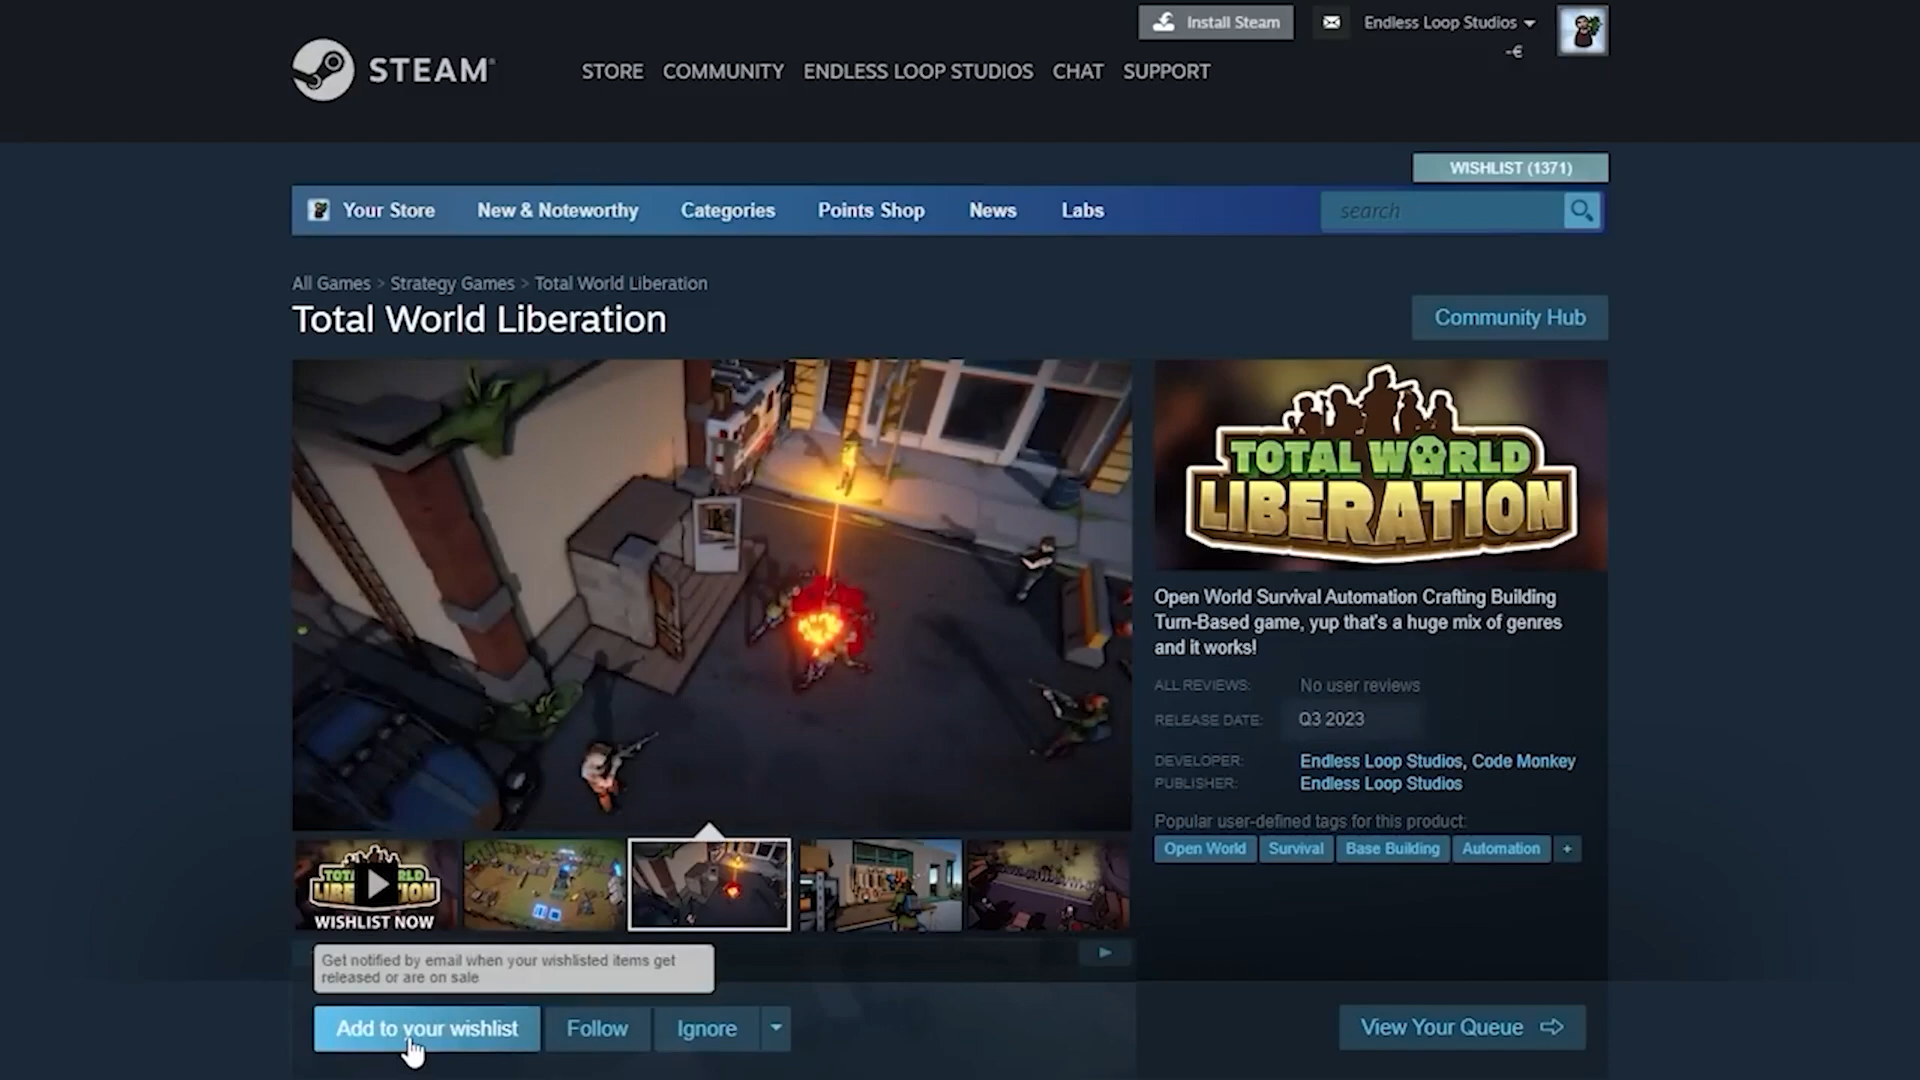 Install Steam
Endless Loop Studios
-€
STEAM
STORE COMMUNITY ENDLESS LOOP STUDIOS CHAT SUPPORT
WISHLIST (1371)
Your Store New & Noteworthy Categories Points Shop News Labs search
All Games > Strategy Games > Total World Liberation
Total World Liberation
Community Hub
TOTAL WORLD
LIBERATION
Open World Survival Automation Crafting Building
Turn-Based game, yup that's a huge mix of genres
and it works!
ALL REVIEWS: No user reviews
RELEASE DATE: Q3 2023
DEVELOPER: Endless Loop Studios, Code Monkey
PUBLISHER: Endless Loop Studios
Popular user-defined tags for this product:
Open World Survival Base Building Automation +
WISHLIST NOW
Get notified by email when your wishlisted items get
released or are on sale
Add to your wishlist Follow Ignore
View Your Queue